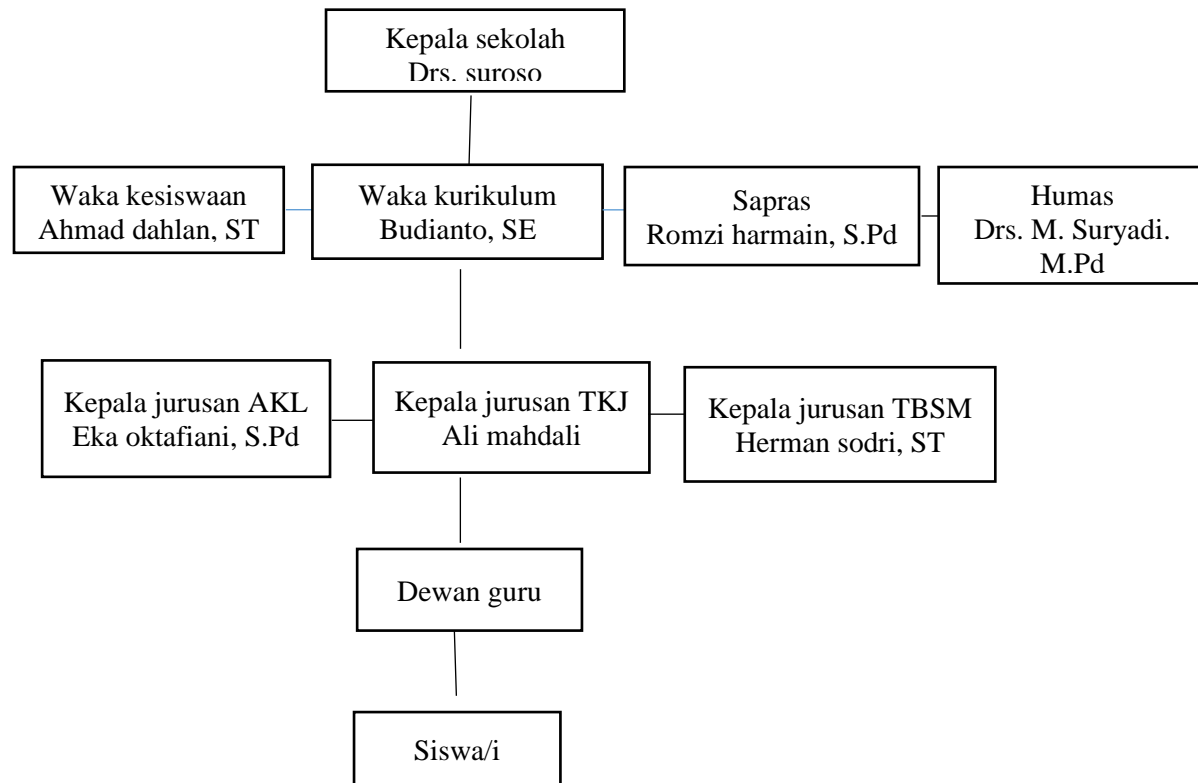 Kepala sekolah
Drs. suroso
Waka kesiswaan
Ahmad dahlan, ST
Waka kurikulum
Budianto, SE
Sapras
Romzi harmain, S.Pd
Humas
Drs. M. Suryadi.
M.Pd
Kepala jurusan AKL
Eka oktafiani, S.Pd
Kepala jurusan TKJ
Ali mahdali
Kepala jurusan TBSM
Herman sodri, ST
Dewan guru
Siswa/i